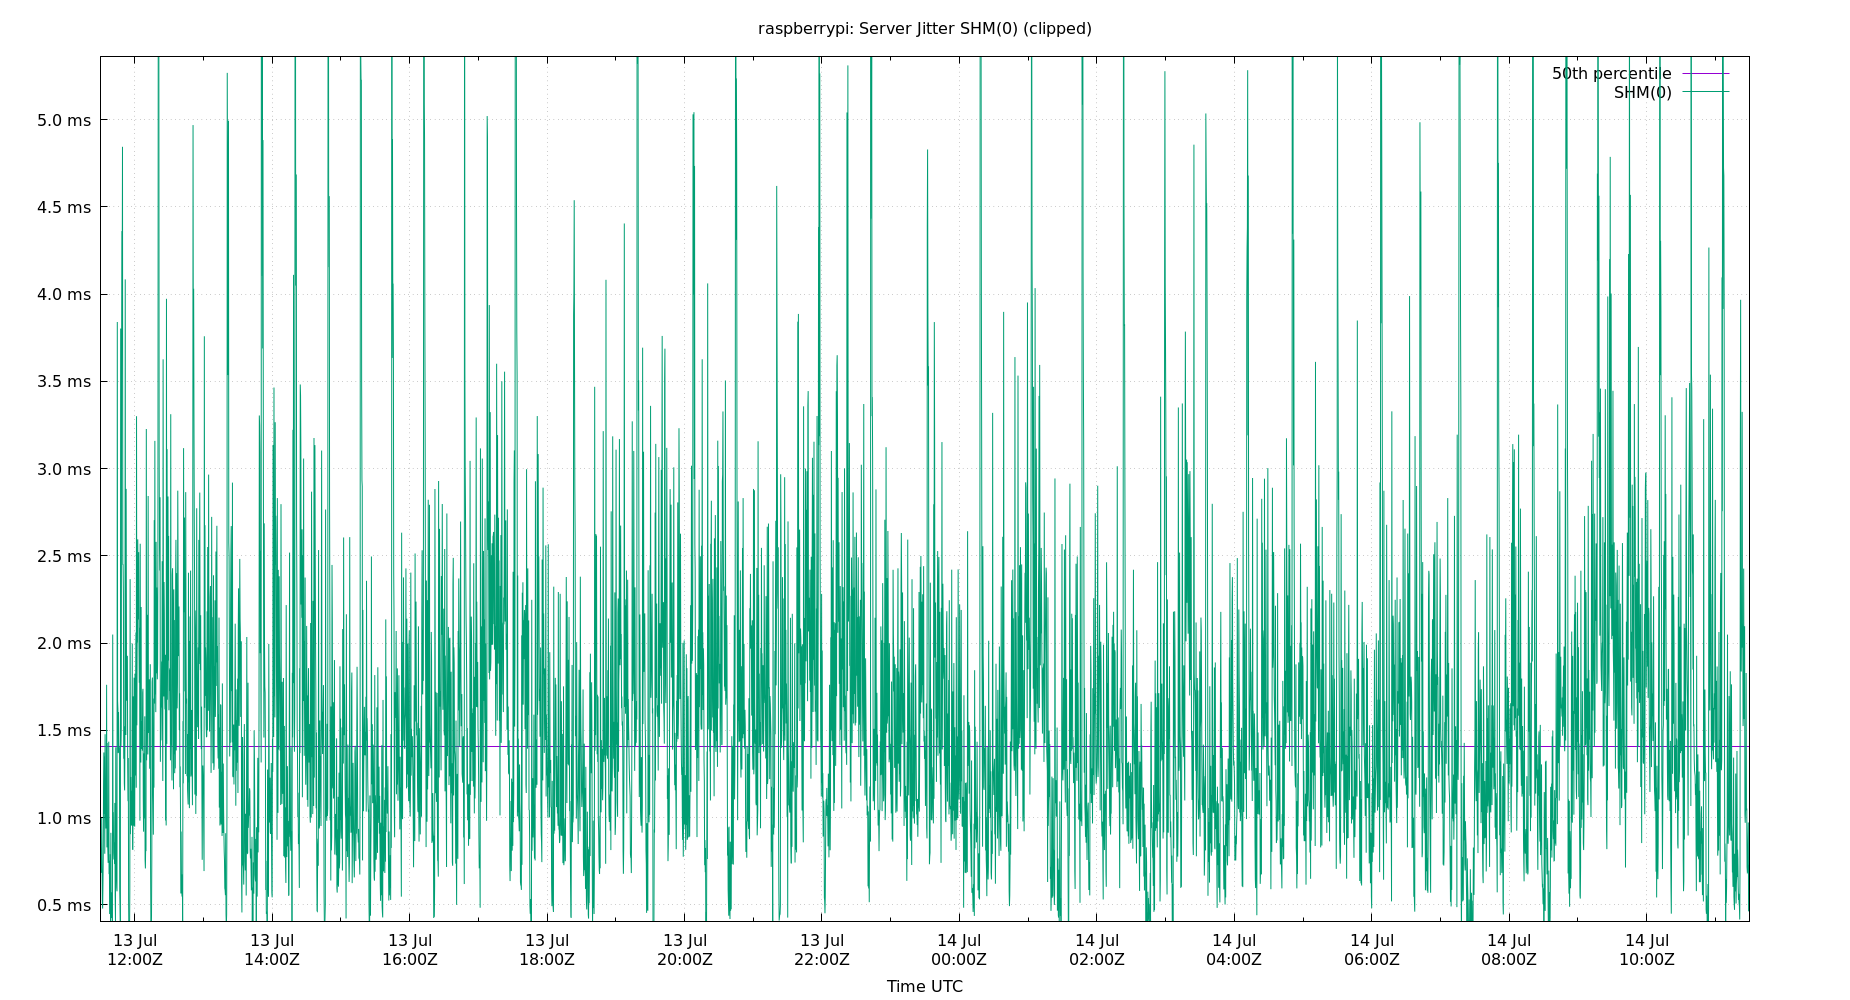 raspberrypi: Server Jitter SHM(0) (clipped)
50th percentile
SHM(0)
5.0 ms
4.5 ms
4.0 ms
3.5 ms
3.0 ms
2.5 ms
2.0 ms
1.5 ms
1.0 ms
0.5 ms
13 Jul 13 Jul 13 Jul 13 Jul 13 Jul 13 Jul 14 Jul 14 Jul 14 Jul 14 Jul 14 Jul 14 Jul
12:00Z 14:00Z 16:00Z 18:00Z 20:00Z 22:00Z 00:00Z 02:00Z 04:00Z 06:00Z 08:00Z 10:00Z
Time UTC